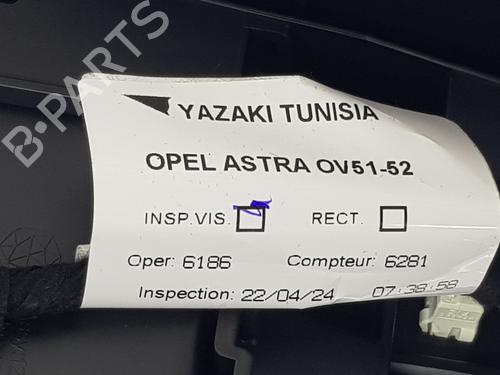 B-PARTS
YAZAKI TUNISIA
OPEL ASTRA OV51-52
INSP.VIS. RECT.
Oper: 6186 Compteur: 6281
Inspection: 22/04/24 07:38:58